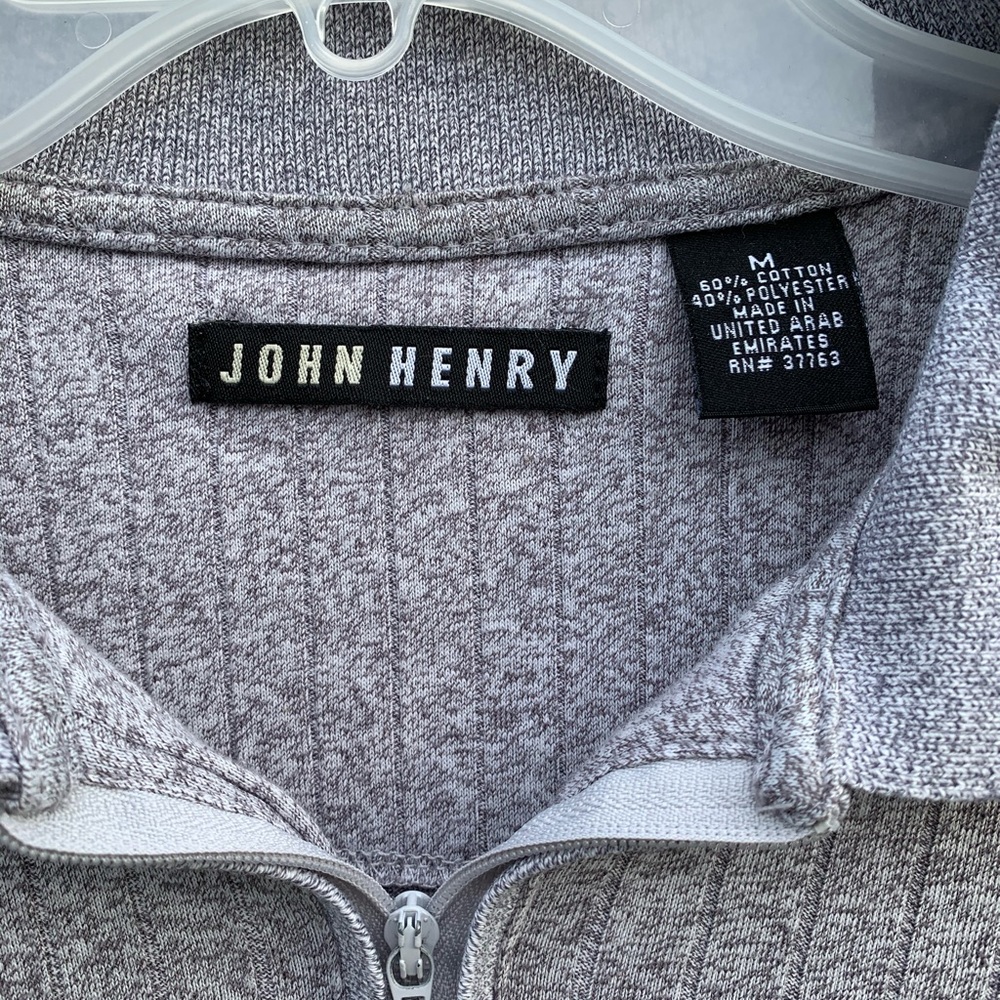 JOHN HENRY
M
60% COTTON
40% POLYESTER
MADE IN
UNITED ARAB
EMIRATES
RN# 37763